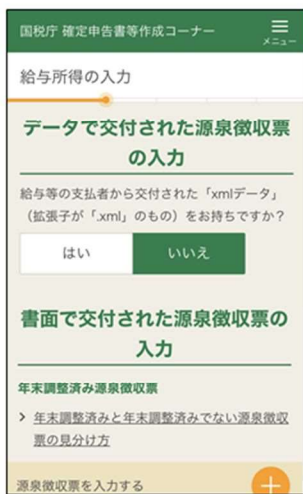 国税庁 確定申告書等作成コーナー
メニュー
給与所得の入力
データで交付された源泉徴収票
の入力
給与等の支払者から交付された「xmlデータ」
（拡張子が「.xml」のもの）をお持ちですか？
はい
いいえ
書面で交付された源泉徴収票の
入力
年末調整済み源泉徴収票
年末調整済みと年末調整済みでない源泉徴収
票の見分け方
源泉徴収票を入力する